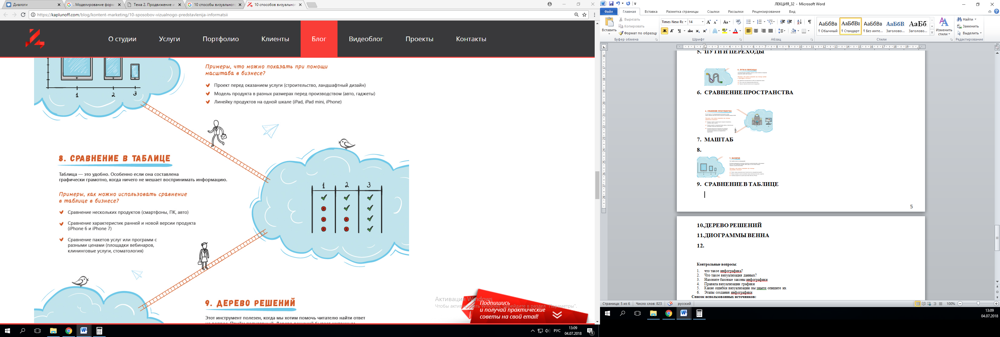 Диалоги
. Моделирование форм
Тема 2. Продвижение и
10 способы визуального
10 способов визуальног
https://kaplunoff.com/blog/kontent-marketing/10-sposobov-vizualnogo-predstavlenija-informatsii
О студии
Услуги
Портфолио
Клиенты
Блог
Видеоблог
Проекты
Контакты
1
2
3
Примеры, что можно показать при помощи
масштаба в бизнесе?
Проект перед оказанием услуги (строительство, ландшафтный дизайн)
Модель продукта в разных размерах перед производством (авто, гаджеты)
Линейку продуктов на одной шкале (iPad, iPad mini, iPhone)
8. СРАВНЕНИЕ В ТАБЛИЦЕ
Таблица — это удобно. Особенно если она составлена
графически грамотно, когда ничего не мешает воспринимать информацию.
Примеры, как можно использовать сравнение
в таблице в бизнесе?
Сравнение нескольких продуктов (смартфоны, ПК, авто)
Сравнение характеристик ранней и новой версии продукта
(iPhone 6 и iPhone 7)
Сравнение пакетов услуг или программ с
разными ценами (площадки вебинаров,
клининговые услуги, стоматология)
1 2 3
9. ДЕРЕВО РЕШЕНИЙ
Этот инструмент полезен, когда мы хотим помочь читателю найти ответ
Активация Windows
Чтобы активировать Windows, перейдите в раздел "Параметры".
Подпишись
и получай практические
советы на свой email!
РУС
13:09
04.07.2018
1
ЛЕКЦИЯ_32 - Microsoft Word
Файл
Главная
Вставка
Разметка страницы
Ссылки
Рассылки
Рецензирование
Вид
Вставить
Вырезать
Копировать
Формат по образцу
Буфер обмена
Times New Rc
14
Шрифт
Абзац
АаБбВв
¶ Обычный
АаБбВı
¶ Стандарт
АаБбВв
¶ Без инте...
АаБбВ
Заголово...
АаБб
Заголово...
Изменить
стили
Стили
Найти
Заменить
Выделить
Редактирование
5. ПУТИ И ПЕРЕХОДЫ
5. ПУТИ И ПЕРЕХОДЫ
6. СРАВНЕНИЕ ПРОСТРАНСТВА
6. СРАВНЕНИЕ ПРОСТРАНСТВА
7. МАШТАБ
8.
7. МАСШТАБ
9. СРАВНЕНИЕ В ТАБЛИЦЕ
5
10.ДЕРЕВО РЕШЕНИЙ
11.ДИОГРАММЫ ВЕННА
12.
Контрольные вопросы:
1. что такое инфографика?
2. Что такое визуализация данных?
3. Назовите базовые законы инфографики
4. Правила визуализации графики
5. Какие ошибки визуализации вы знаете опишите их
6. Этапы создания инфографики
Список использованных источников:
Страница: 5 из 6
Число слов: 823
русский
100%
13:09
04.07.2018